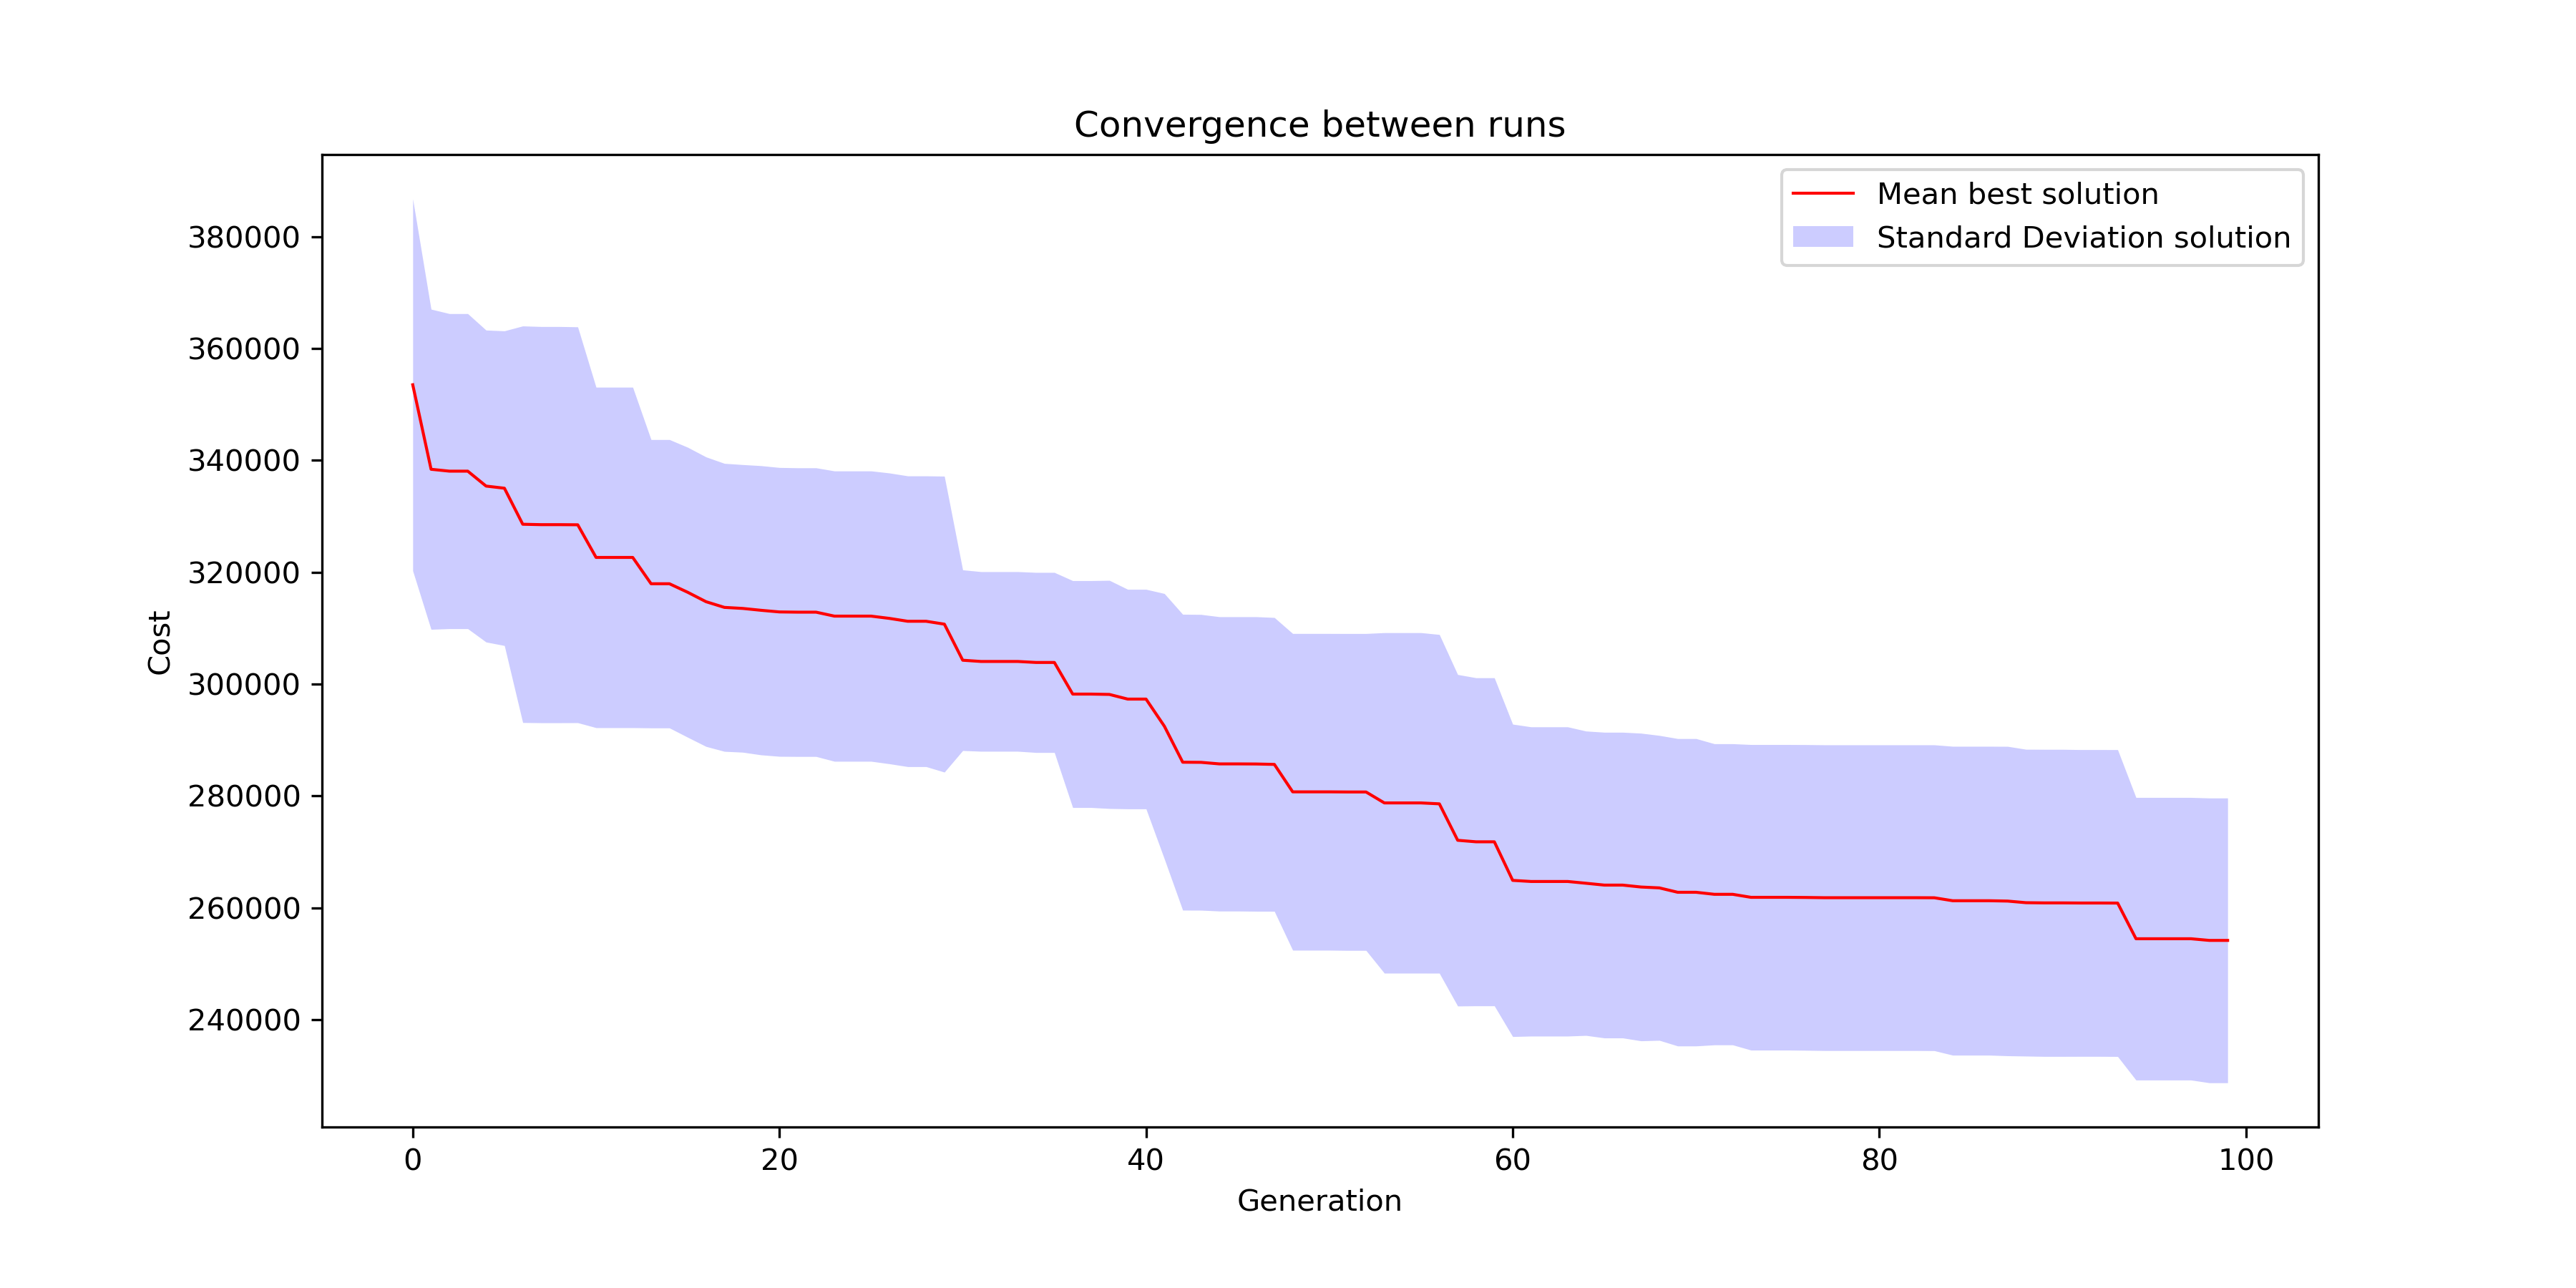 Convergence between runs
Mean best solution
Standard Deviation solution
380000
360000
340000
320000
300000
280000
260000
240000
Cost
0 20 40 60 80 100
Generation